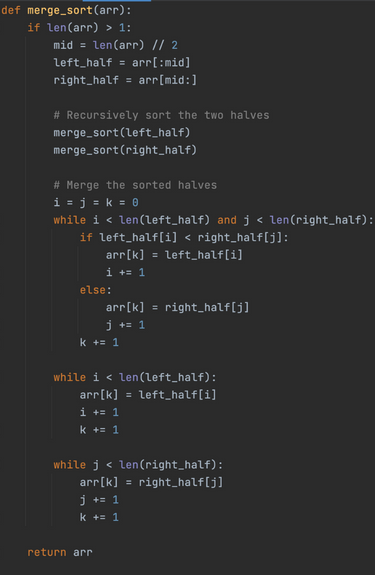 def merge_sort(arr):
    if len(arr) > 1:
        mid = len(arr) // 2
        left_half = arr[:mid]
        right_half = arr[mid:]

        # Recursively sort the two halves
        merge_sort(left_half)
        merge_sort(right_half)

        # Merge the sorted halves
        i = j = k = 0
        while i < len(left_half) and j < len(right_half):
            if left_half[i] < right_half[j]:
                arr[k] = left_half[i]
                i += 1
            else:
                arr[k] = right_half[j]
                j += 1
            k += 1

        while i < len(left_half):
            arr[k] = left_half[i]
            i += 1
            k += 1

        while j < len(right_half):
            arr[k] = right_half[j]
            j += 1
            k += 1

    return arr